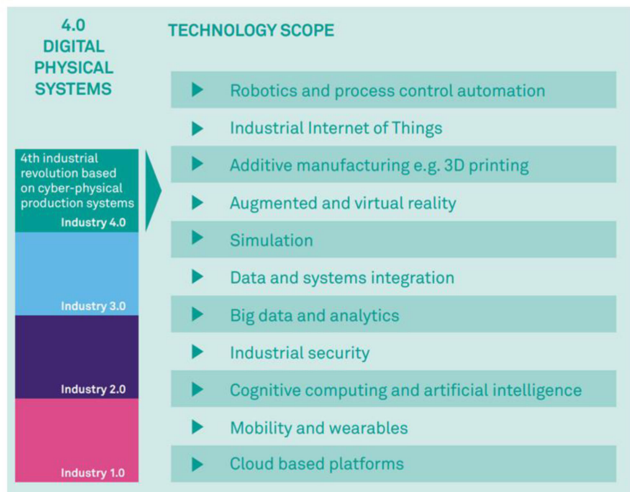 4.0
DIGITAL
PHYSICAL
SYSTEMS
4th industrial
revolution based
on cyber-physical
production systems
Industry 4.0
Industry 3.0
Industry 2.0
Industry 1.0
TECHNOLOGY SCOPE
Robotics and process control automation
Industrial Internet of Things
Additive manufacturing e.g. 3D printing
Augmented and virtual reality
Simulation
Data and systems integration
Big data and analytics
Industrial security
Cognitive computing and artificial intelligence
Mobility and wearables
Cloud based platforms